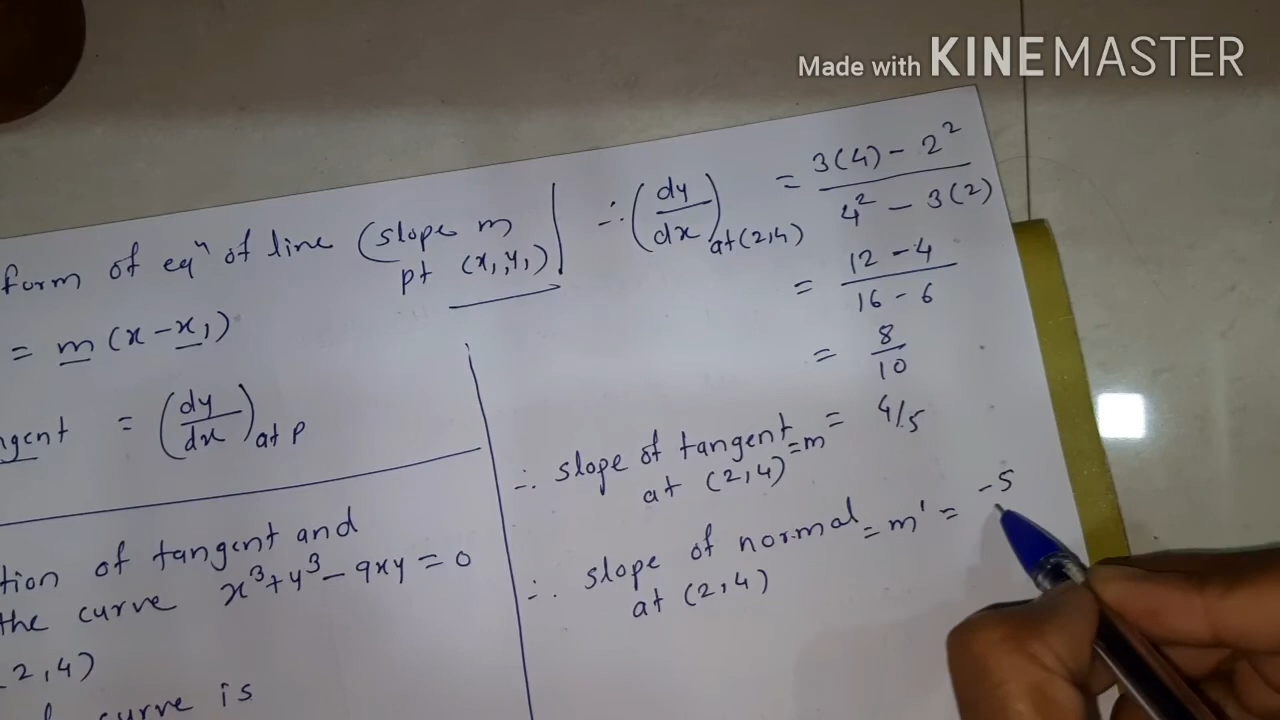 Made with KINEMASTER
form of eqⁿ of line (slope m
pt (x₁, y₁)
= m(x - x₁)
ngent = (dy/dx) at P
tion of tangent and
the curve x³ + y³ - 9xy = 0
2,4)
curve is
∴ (dy/dx) at (2,4) = 3(4) - 2² / 4² - 3(2)
= 12 - 4 / 16 - 6
= 8/10
∴ slope of tangent = m = 4/5
at (2,4)
∴ slope of normal = m' = -5
at (2,4)